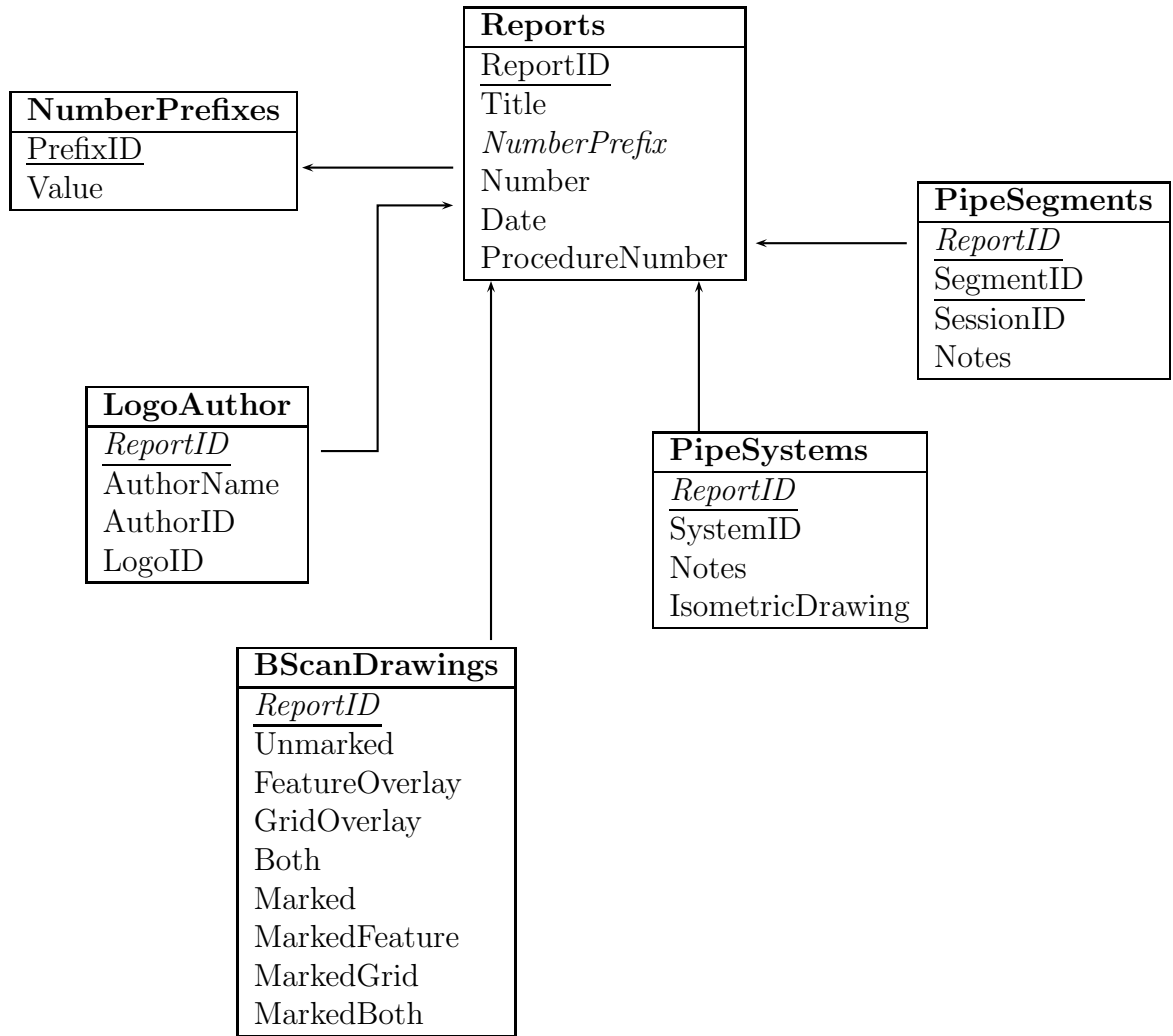 Reports
ReportID
Title
NumberPrefix
Number
Date
ProcedureNumber
NumberPrefixes
PrefixID
Value
PipeSegments
ReportID
SegmentID
SessionID
Notes
LogoAuthor
ReportID
AuthorName
AuthorID
LogoID
PipeSystems
ReportID
SystemID
Notes
IsometricDrawing
BScanDrawings
ReportID
Unmarked
FeatureOverlay
GridOverlay
Both
Marked
MarkedFeature
MarkedGrid
MarkedBoth